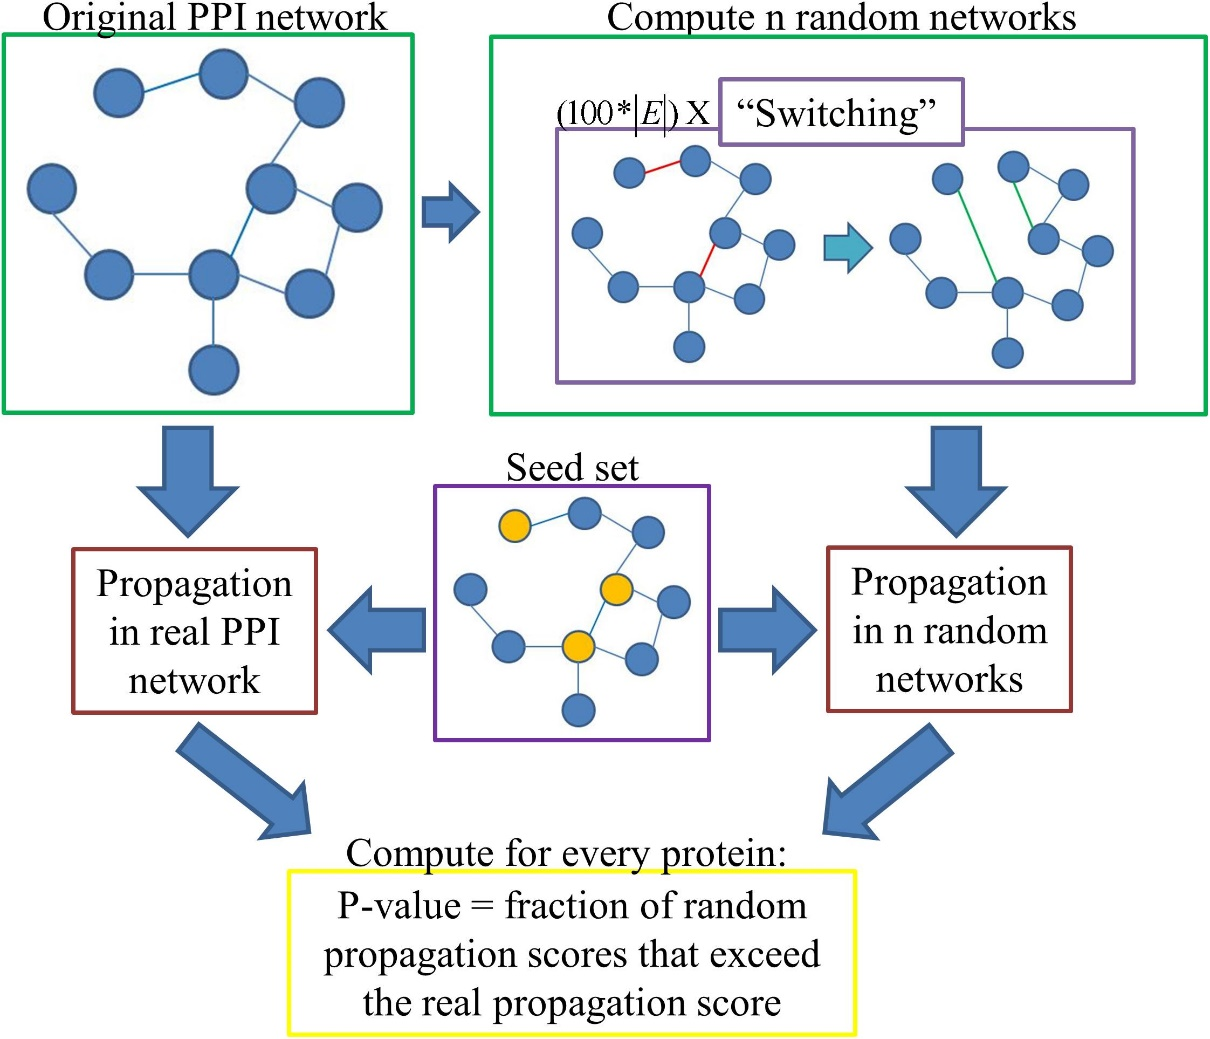 Original PPI network
Compute n random networks
(100*|E|) X
“Switching”
Seed set
Propagation
in real PPI
network
Propagation
in n random
networks
Compute for every protein:
P-value = fraction of random
propagation scores that exceed
the real propagation score